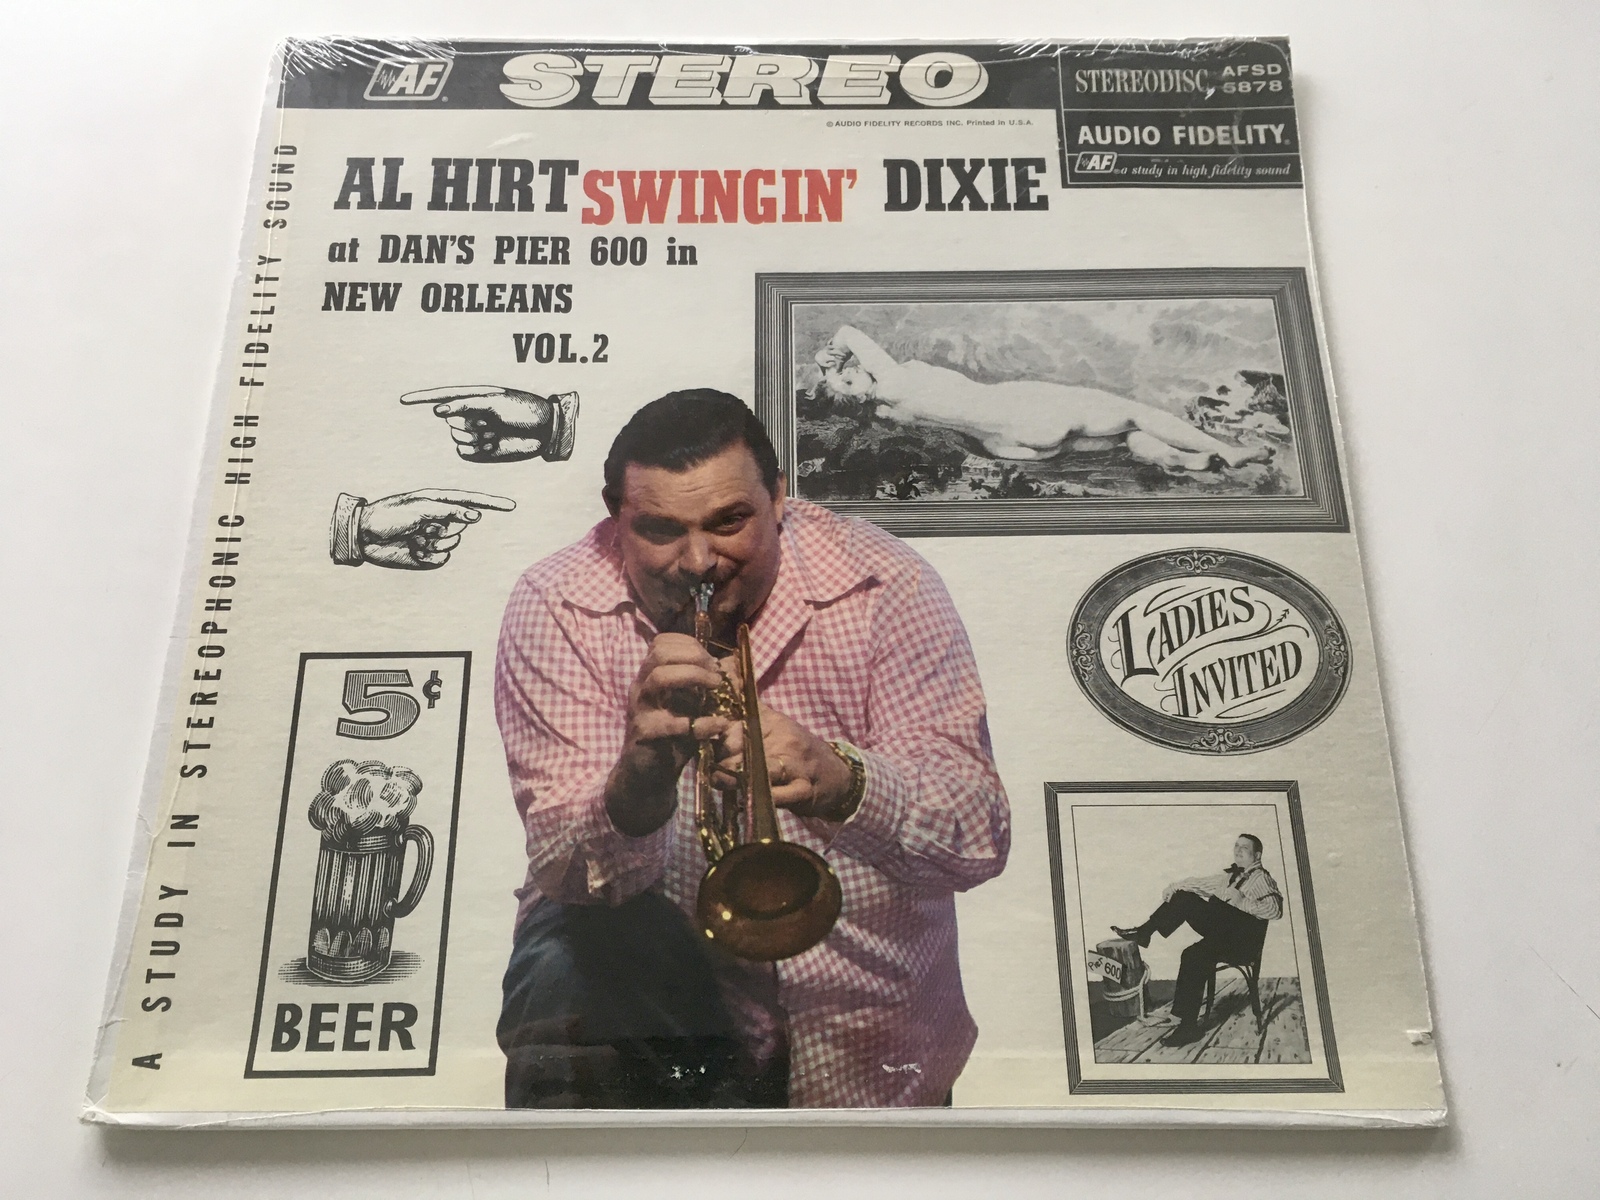 AF
STEREO
STEREODISC, AFSD
5878
© AUDIO FIDELITY RECORDS INC. Printed in U.S.A.
AUDIO FIDELITY®
AF ® a study in high fidelity sound
AL HIRT SWINGIN' DIXIE
at DAN'S PIER 600 in
NEW ORLEANS
VOL.2
A STUDY IN STEREOPHONIC HIGH FIDELITY SOUND
LADIES
INVITED
5¢
BEER
PIER 600